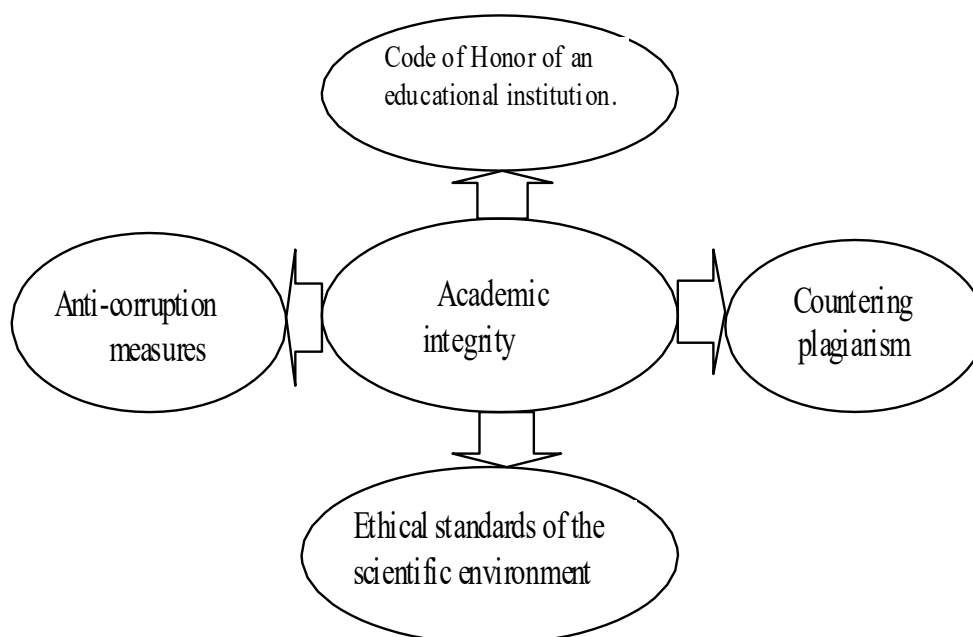 Code of Honor of an
educational institution.
Anti-corruption
measures
Academic
integrity
Countering
plagiarism
Ethical standards of the
scientific environment